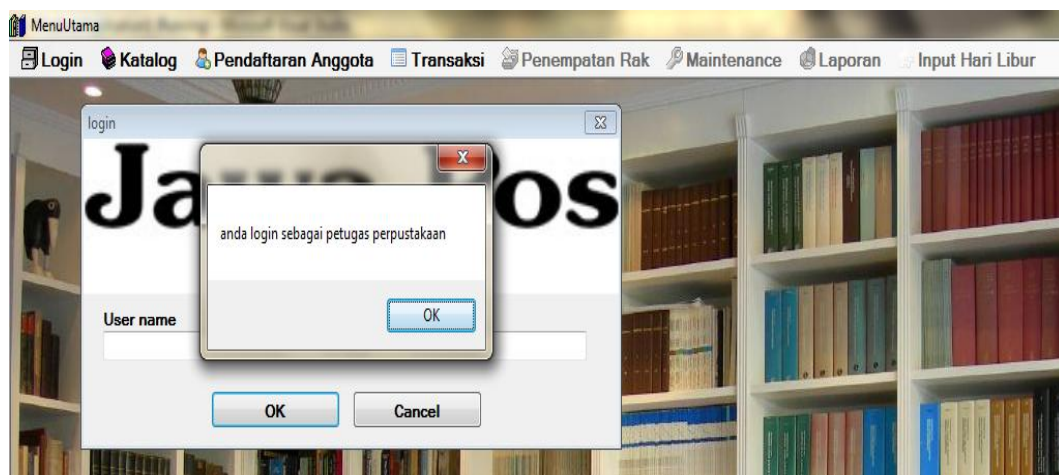 MenuUtama
Login Katalog Pendaftaran Anggota Transaksi Penempatan Rak Maintenance Laporan Input Hari Libur
login
anda login sebagai petugas perpustakaan
OK
User name
OK Cancel